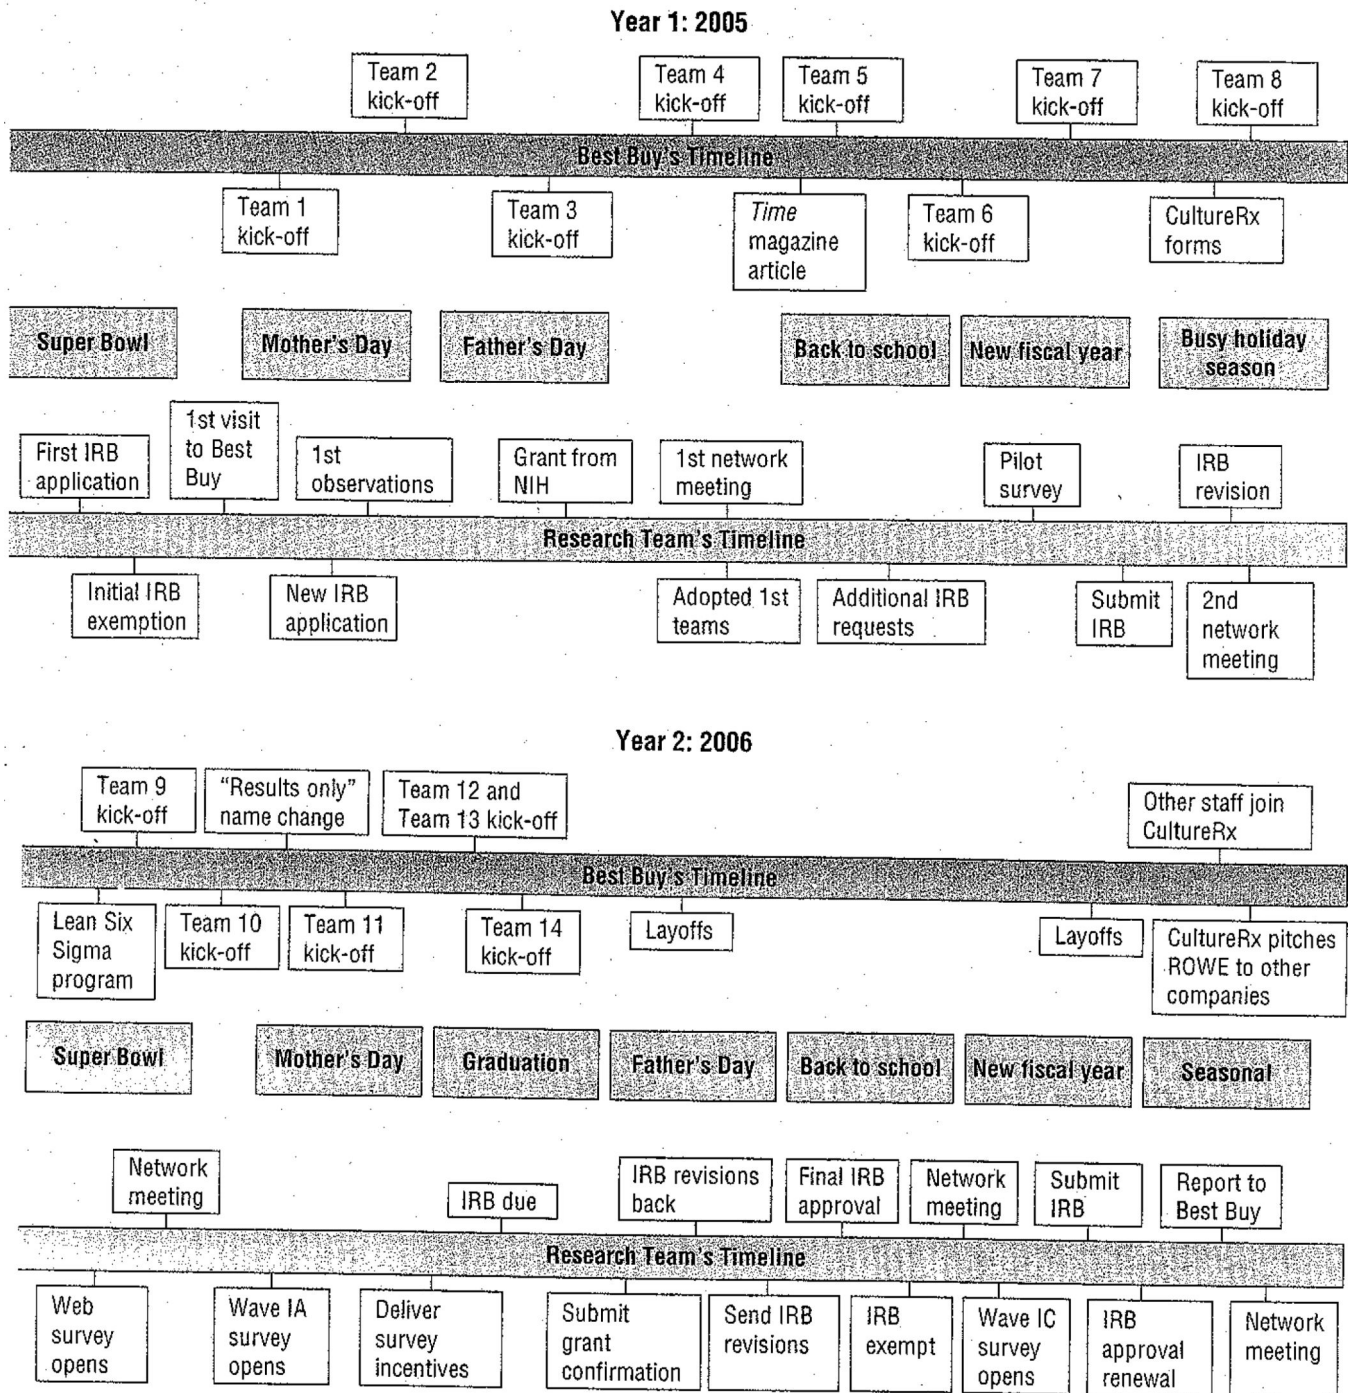 Year 1: 2005
Team 2
kick-off
Team 4
kick-off
Team 5
kick-off
Team 7
kick-off
Team 8
kick-off
Best Buy's Timeline
Team 1
kick-off
Team 3
kick-off
Time
magazine
article
Team 6
kick-off
CultureRx
forms
Super Bowl
Mother's Day
Father's Day
Back to school
New fiscal year
Busy holiday
season
First IRB
application
1st visit
to Best
Buy
1st
observations
Grant from
NIH
1st network
meeting
Pilot
survey
IRB
revision
Research Team's Timeline
Initial IRB
exemption
New IRB
application
Adopted 1st
teams
Additional IRB
requests
Submit
IRB
2nd
network
meeting
Year 2: 2006
Team 9
kick-off
"Results only"
name change
Team 12 and
Team 13 kick-off
Other staff join
CultureRx
Best Buy's Timeline
Lean Six
Sigma
program
Team 10
kick-off
Team 11
kick-off
Team 14
kick-off
Layoffs
Layoffs
CultureRx pitches
ROWE to other
companies
Super Bowl
Mother's Day
Graduation
Father's Day
Back to school
New fiscal year
Seasonal
Network
meeting
IRB due
IRB revisions
back
Final IRB
approval
Network
meeting
Submit
IRB
Report to
Best Buy
Research Team's Timeline
Web
survey
opens
Wave IA
survey
opens
Deliver
survey
incentives
Submit
grant
confirmation
Send IRB
revisions
IRB
exempt
Wave IC
survey
opens
IRB
approval
renewal
Network
meeting